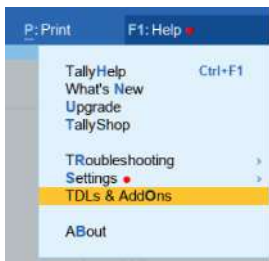 P: Print F1: Help
TallyHelp Ctrl+F1
What's New
Upgrade
TallyShop
TRoubleshooting >
Settings >
TDLs & AddOns
ABout